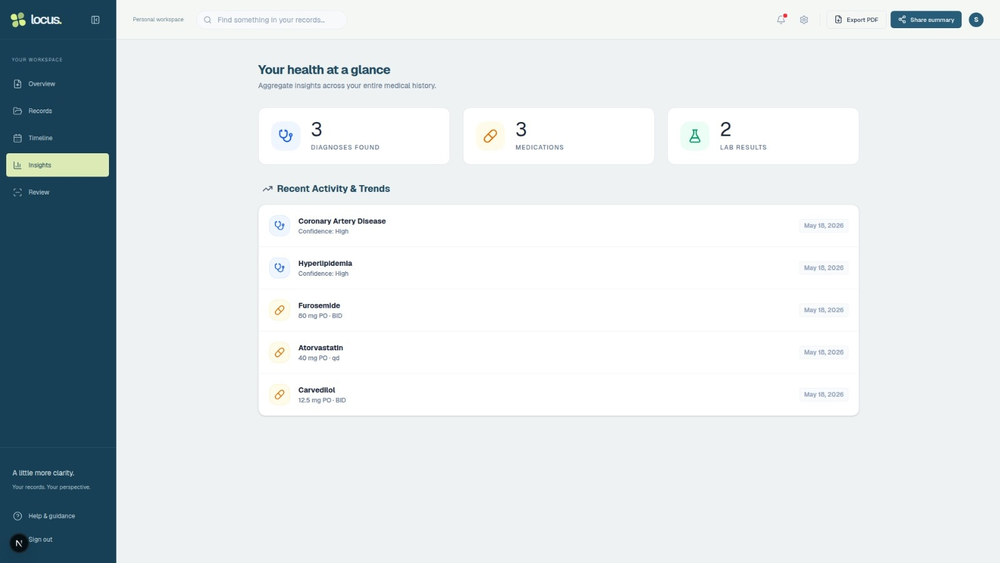 locus.
Personal workspace
Find something in your records...
Export PDF
Share summary
S
YOUR WORKSPACE
Overview
Records
Timeline
Insights
Review
Your health at a glance
Aggregate insights across your entire medical history.
3
DIAGNOSES FOUND
3
MEDICATIONS
2
LAB RESULTS
Recent Activity & Trends
Coronary Artery Disease
Confidence: High
May 18, 2026
Hyperlipidemia
Confidence: High
May 18, 2026
Furosemide
80 mg PO · BID
May 18, 2026
Atorvastatin
40 mg PO · qd
May 18, 2026
Carvedilol
12.5 mg PO · BID
May 18, 2026
A little more clarity.
Your records. Your perspective.
Help & guidance
N
Sign out